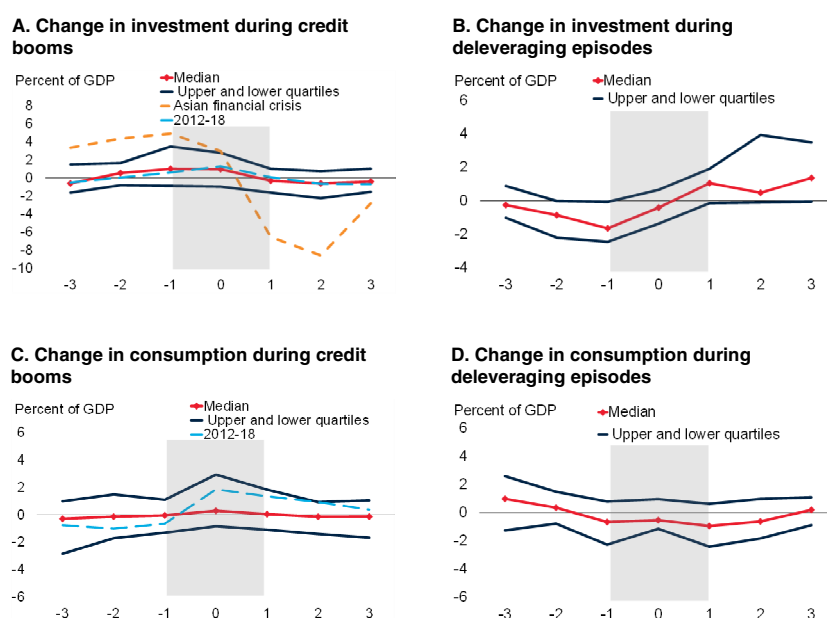 A. Change in investment during credit
booms
Percent of GDP
Median
Upper and lower quartiles
Asian financial crisis
2012-18
8
6
4
2
0
-2
-4
-6
-8
-10
-3 -2 -1 0 1 2 3
B. Change in investment during
deleveraging episodes
Percent of GDP
Median
Upper and lower quartiles
6
4
2
0
-2
-4
-3 -2 -1 0 1 2 3
C. Change in consumption during credit
booms
Percent of GDP
Median
Upper and lower quartiles
2012-18
6
4
2
0
-2
-4
-6
-3 -2 -1 0 1 2 3
D. Change in consumption during
deleveraging episodes
Percent of GDP
Median
Upper and lower quartiles
6
4
2
0
-2
-4
-6
-3 -2 -1 0 1 2 3